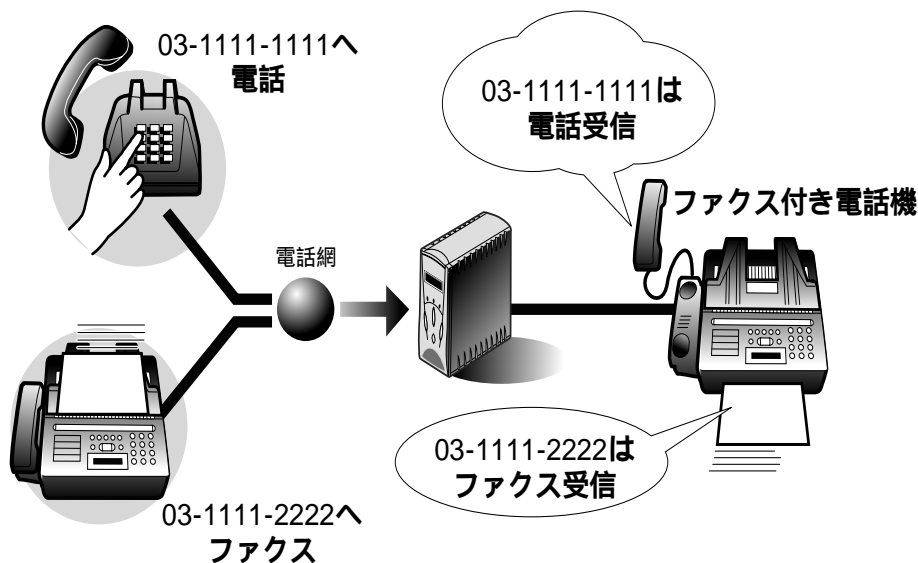 03-1111-1111へ
電話
03-1111-1111は
電話受信
ファクス付き電話機
電話網
03-1111-2222は
ファクス受信
03-1111-2222へ
ファクス